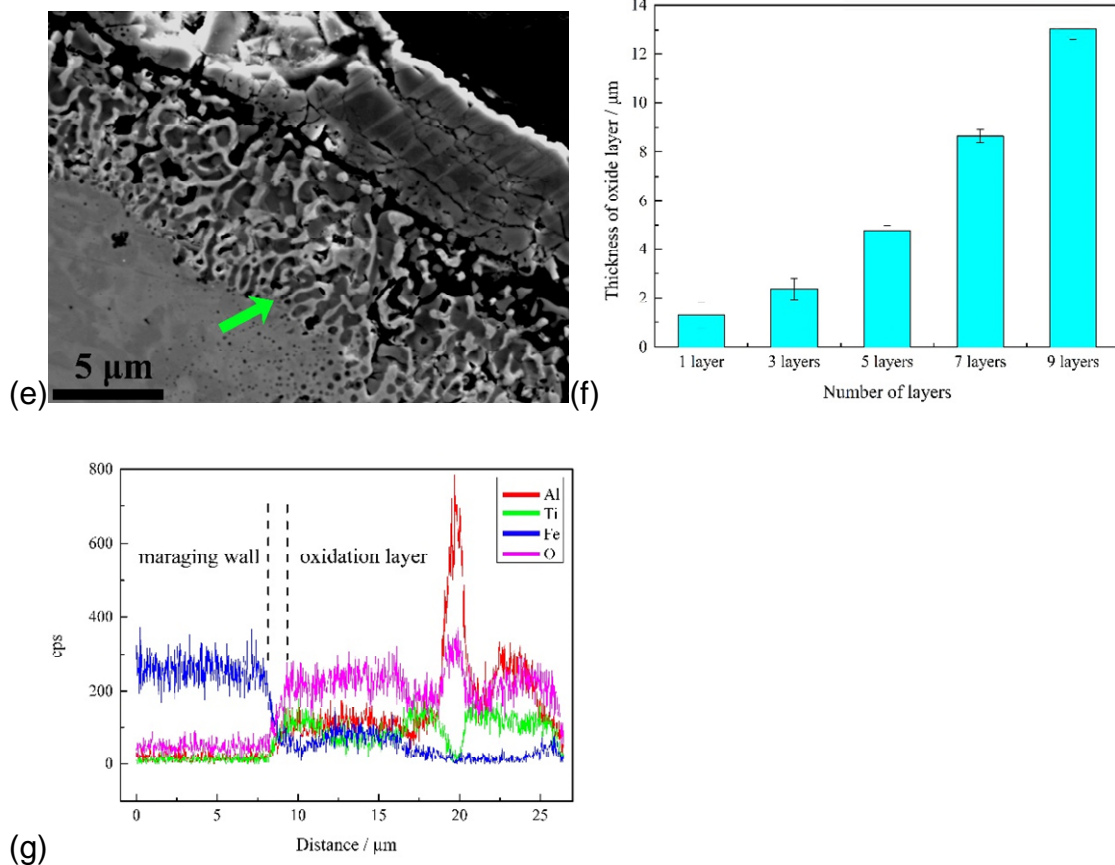 (e)
5 μm
(f)
Thickness of oxide layer / μm
14
12
10
8
6
4
2
0
1 layer 3 layers 5 layers 7 layers 9 layers
Number of layers
(g)
cps
800
600
400
200
0
maraging wall oxidation layer
Al
Ti
Fe
O
0 5 10 15 20 25
Distance / μm